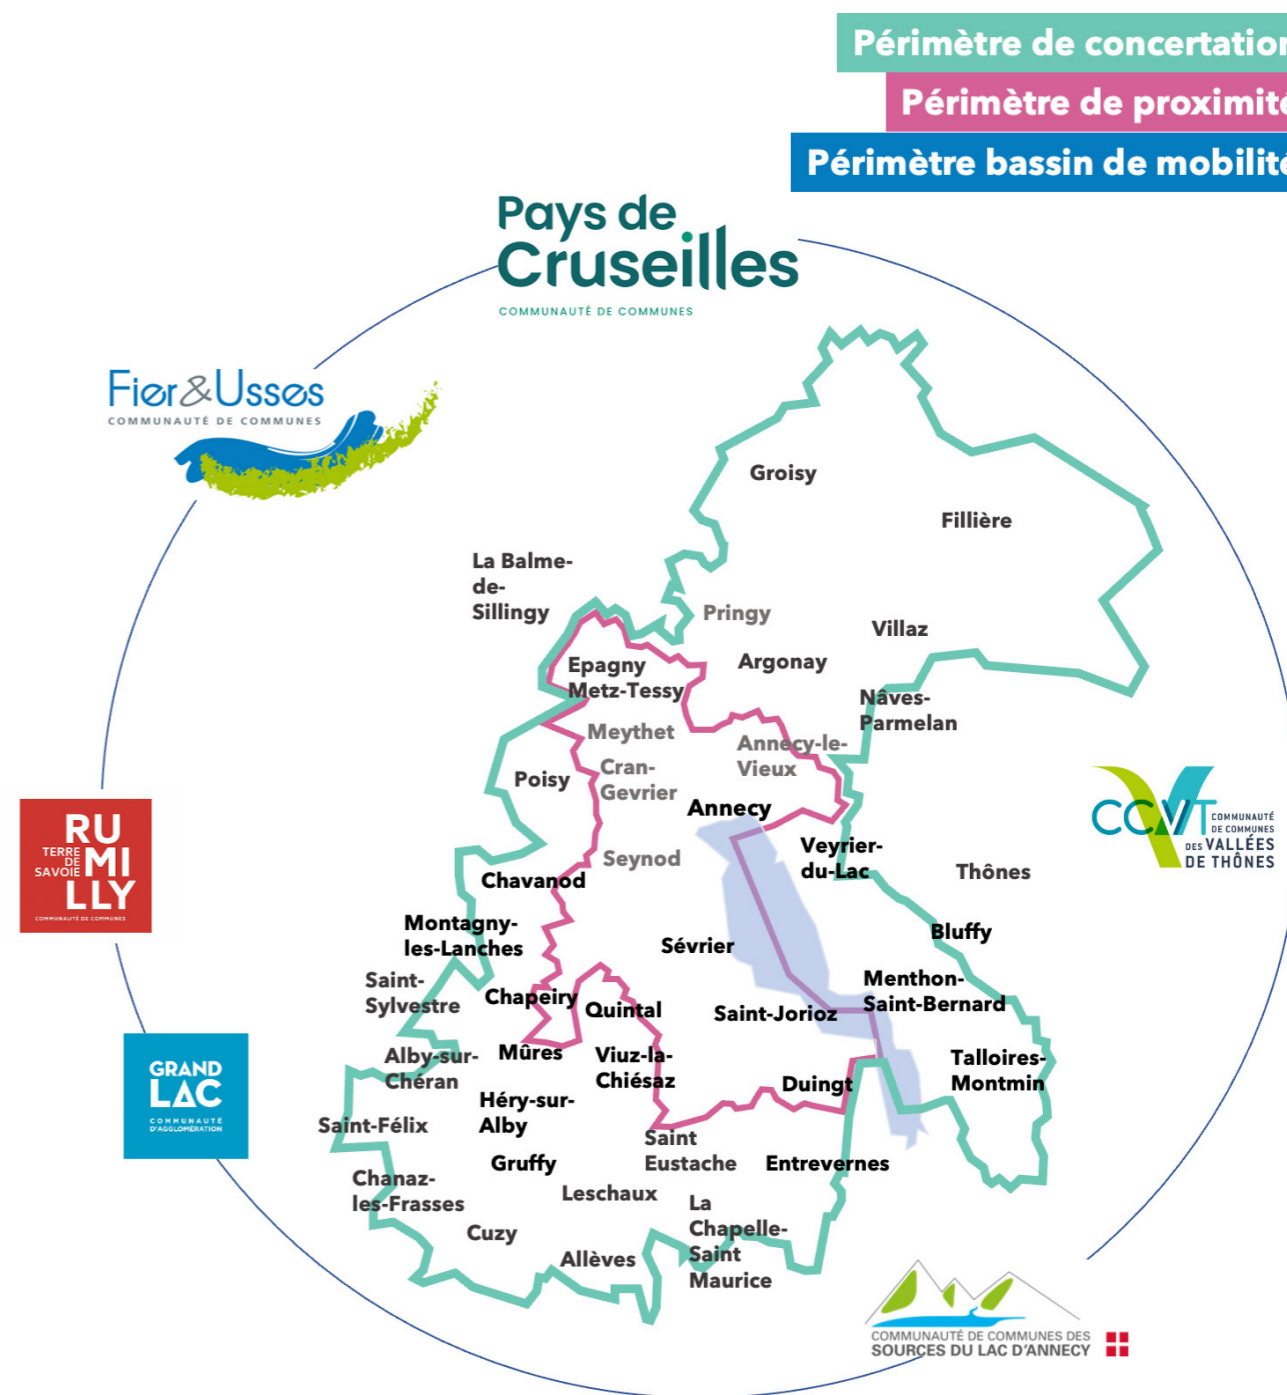 Périmètre de concertation
Périmètre de proximité
Périmètre bassin de mobilité
Pays de
Cruseilles
COMMUNAUTÉ DE COMMUNES
Fier&Usses
COMMUNAUTÉ DE COMMUNES
Groisy
Fillière
La Balme-
de-
Sillingy
Pringy
Villaz
Argonay
Epagny
Metz-Tessy
Nâves-
Parmelan
Meythet
Annecy-le-
Vieux
Cran-
Gevrier
Poisy
Annecy
CCVT
COMMUNAUTÉ
DE COMMUNES
DES VALLÉES
DE THÔNES
RU
TERRE
DE
SAVOIE
MI
LLY
COMMUNAUTÉ DE COMMUNES
Veyrier-
du-Lac
Seynod
Thônes
Chavanod
Montagny-
les-Lanches
Sévrier
Bluffy
Saint-
Sylvestre
Chapeiry
Quintal
Saint-Jorioz
Menthon-
Saint-Bernard
GRAND
LAC
COMMUNAUTÉ
D'AGGLOMÉRATION
Alby-sur-
Chéran
Mûres
Viuz-la-
Chiésaz
Duingt
Talloires-
Montmin
Héry-sur-
Alby
Saint-Félix
Saint
Eustache
Entrevernes
Gruffy
Chanaz-
les-Frasses
Leschaux
La
Chapelle-
Saint
Maurice
Cuzy
Allèves
COMMUNAUTÉ DE COMMUNES DES
SOURCES DU LAC D'ANNECY